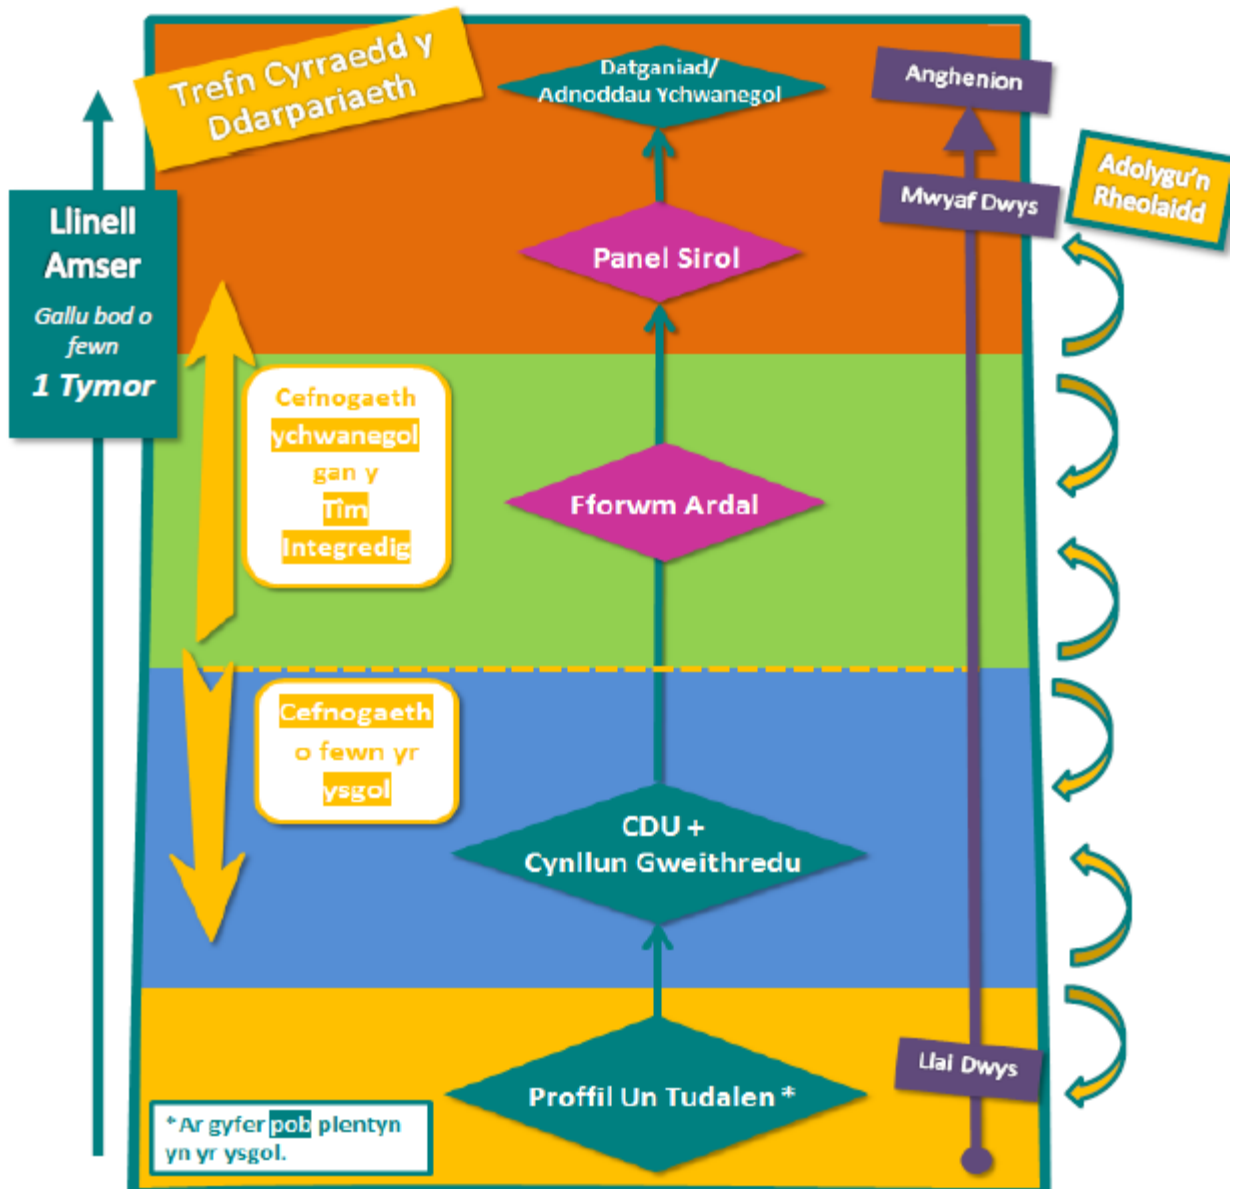 Trefn Cyrraedd y
Ddarpariaeth
Datganiad/
Adnoddau Ychwanegol
Anghenion
Mwyaf Dwys
Adolygu'n
Rheolaidd
Llinell
Amser
Gallu bod o
fewn
1 Tymor
Panel Sirol
Cefnogaeth
ychwanegol
gan y
Tîm
Integredig
Fforwm Ardal
Cefnogaeth
o fewn yr
ysgol
CDU +
Cynllun Gweithredu
Llai Dwys
Proffil Un Tudalen *
*Ar gyfer pob plentyn
yn yr ysgol.